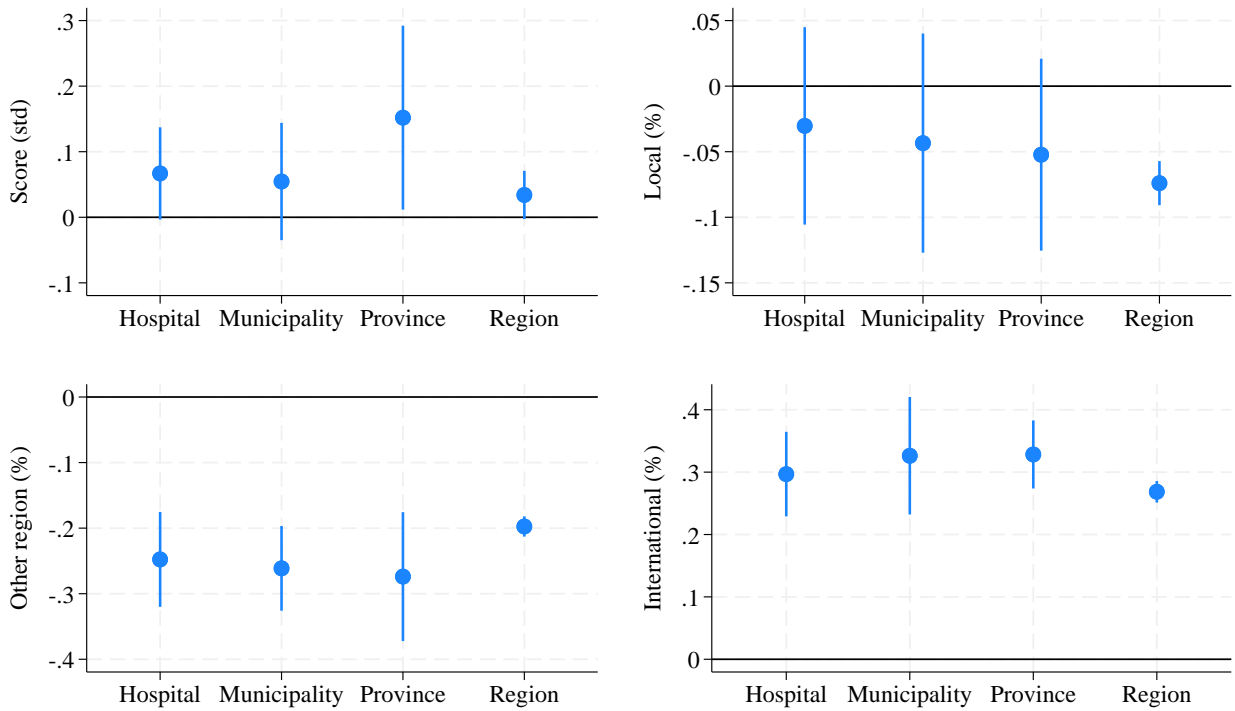 Score (std)
.3
.2
.1
0
-.1
Hospital Municipality Province Region
Local (%)
.05
0
-.05
-.1
-.15
Hospital Municipality Province Region
Other region (%)
0
-.1
-.2
-.3
-.4
Hospital Municipality Province Region
International (%)
.4
.3
.2
.1
0
Hospital Municipality Province Region